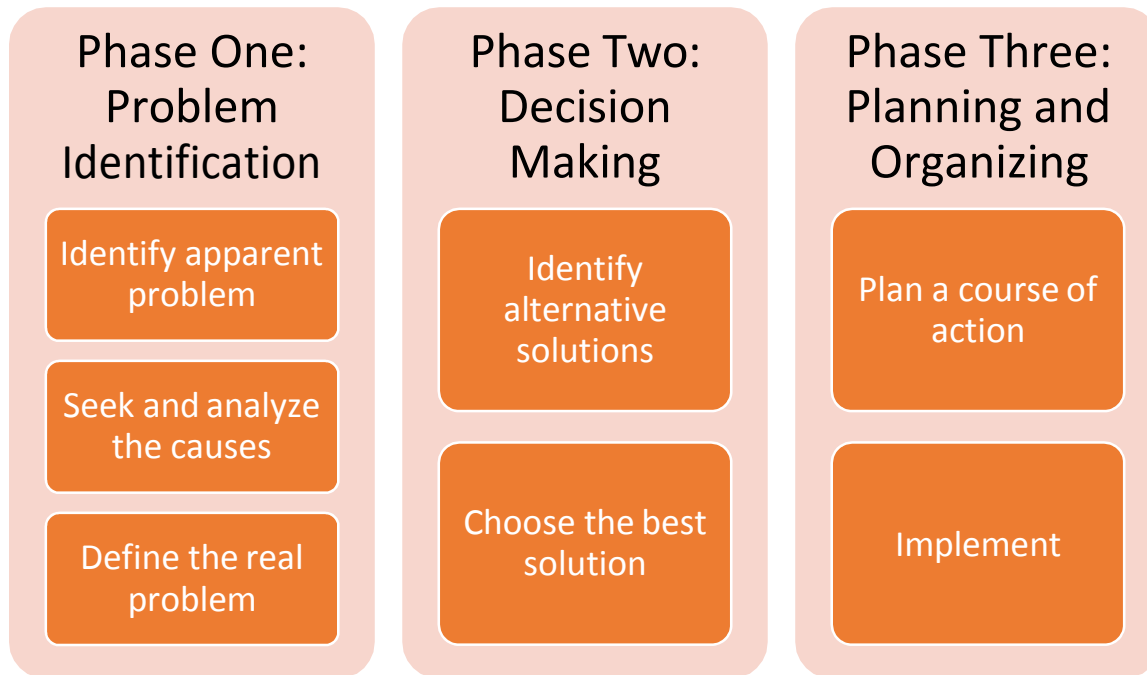 Phase One:
Problem
Identification
Identify apparent
problem
Seek and analyze
the causes
Define the real
problem
Phase Two:
Decision
Making
Identify
alternative
solutions
Choose the best
solution
Phase Three:
Planning and
Organizing
Plan a course of
action
Implement